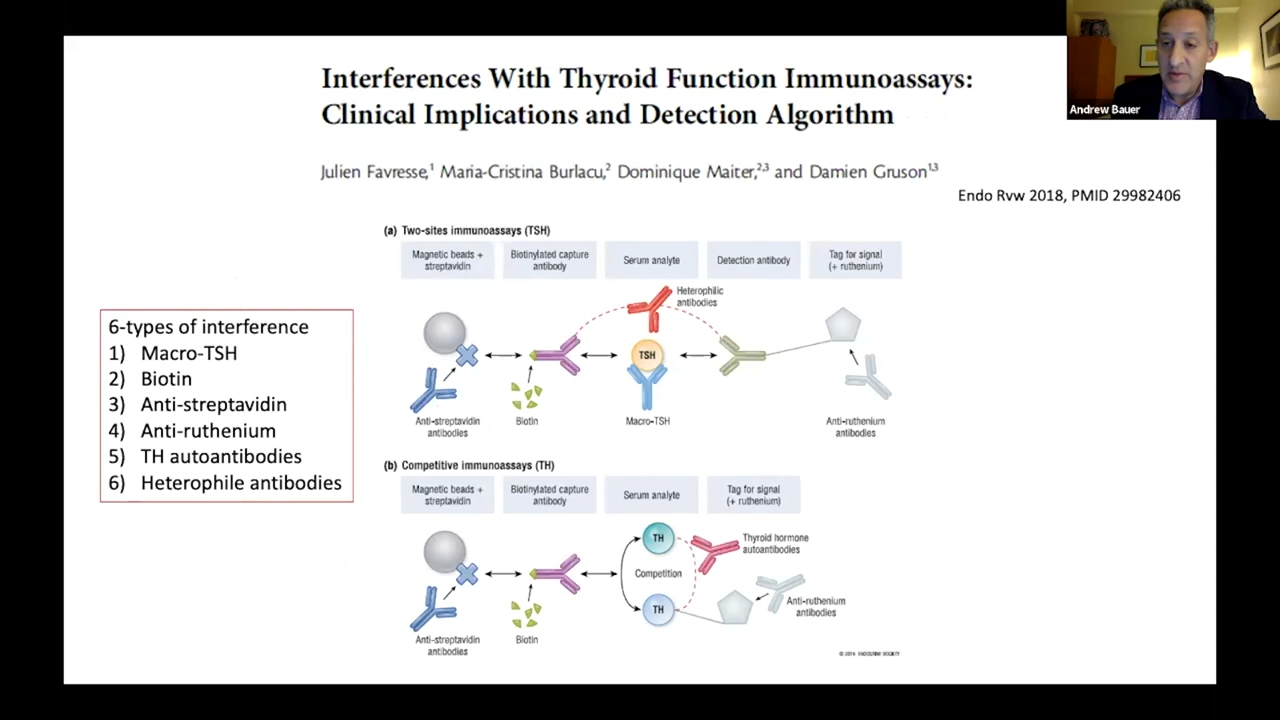 Andrew Bauer
Interferences With Thyroid Function Immunoassays:
Clinical Implications and Detection Algorithm
Julien Favresse,1 Maria-Cristina Burlacu,2 Dominique Maiter,2,3 and Damien Gruson1,3
Endo Rvw 2018, PMID 29982406
6-types of interference
1) Macro-TSH
2) Biotin
3) Anti-streptavidin
4) Anti-ruthenium
5) TH autoantibodies
6) Heterophile antibodies
(a) Two-sites immunoassays (TSH)
Magnetic beads +
streptavidin
Biotinylated capture
antibody
Serum analyte
Detection antibody
Tag for signal
(+ ruthenium)
Heterophilic
antibodies
TSH
Anti-streptavidin
antibodies
Biotin
Macro-TSH
Anti-ruthenium
antibodies
(b) Competitive immunoassays (TH)
Magnetic beads +
streptavidin
Biotinylated capture
antibody
Serum analyte
Tag for signal
(+ ruthenium)
TH
Thyroid hormone
autoantibodies
Competition
TH
Anti-ruthenium
antibodies
Anti-streptavidin
antibodies
Biotin
ENDOCRINE SOCIETY